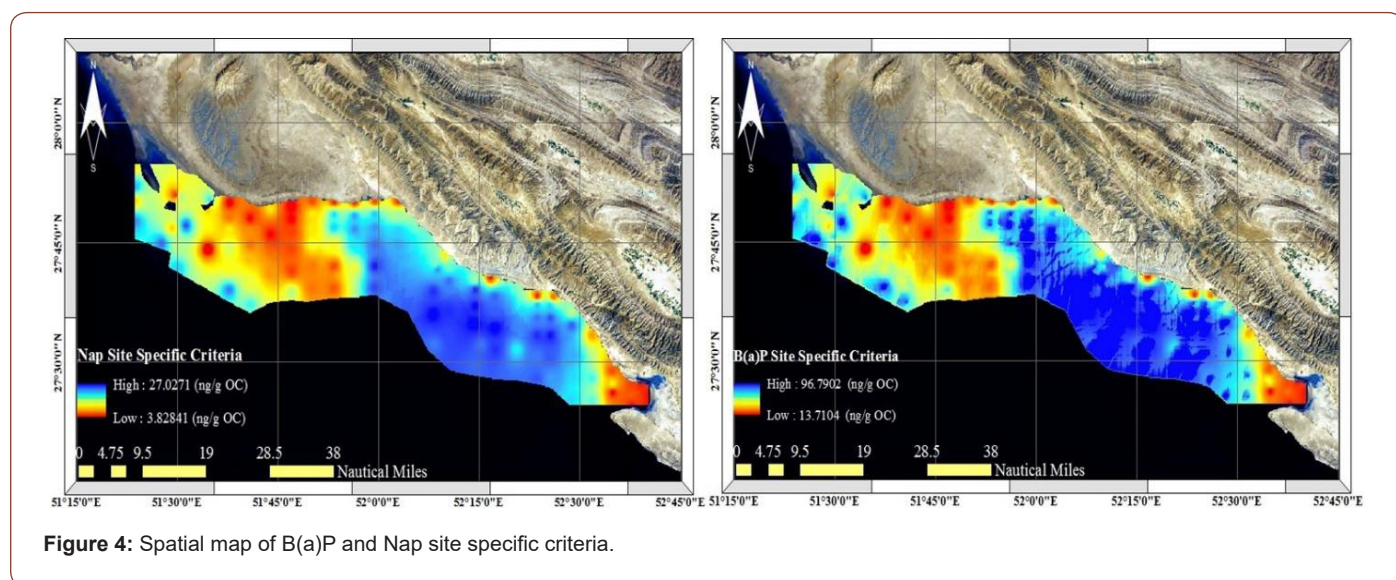 N
28°0'0"N
27°45'0"N
27°30'0"N
Nap Site Specific Criteria
High : 27.0271 (ng/g OC)
Low : 3.82841 (ng/g OC)
0 4.75 9.5 19 28.5 38
Nautical Miles
51°15'0"E 51°30'0"E 51°45'0"E 52°0'0"E 52°15'0"E 52°30'0"E 52°45'0"E
N
28°0'0"N
27°45'0"N
27°30'0"N
B(a)P Site Specific Criteria
High : 96.7902 (ng/g OC)
Low : 13.7104 (ng/g OC)
0 4.75 9.5 19 28.5 38
Nautical Miles
51°15'0"E 51°30'0"E 51°45'0"E 52°0'0"E 52°15'0"E 52°30'0"E 52°45'0"E
Figure 4: Spatial map of B(a)P and Nap site specific criteria.